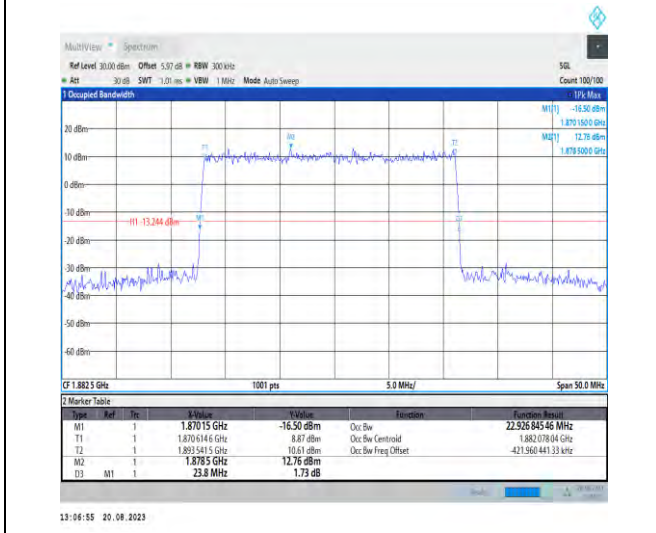 MultiView Spectrum
Ref Level 30.00 dBm Offset 5.97 dB RBW 300 kHz SGL
Att 30 dB SWT 1.01 ms VBW 1 MHz Mode Auto Sweep Count 100/100
1 Occupied Bandwidth 1Pk Max
M1[1] -16.50 dBm
1.870 150 0 GHz
M2[1] 12.76 dBm
1.878 500 0 GHz
20 dBm
M2
T1
T2
10 dBm
0 dBm
-10 dBm
H1 -13.244 dBm
M1
D3
-20 dBm
-30 dBm
-40 dBm
-50 dBm
-60 dBm
CF 1.882 5 GHz 1001 pts 5.0 MHz/ Span 50.0 MHz
2 Marker Table
Type Ref Trc X-Value Y-Value Function Function Result
M1 1 1.87015 GHz -16.50 dBm Occ Bw 22.926 845 46 MHz
T1 1 1.870 614 6 GHz 8.87 dBm Occ Bw Centroid 1.882 078 04 GHz
T2 1 1.893 541 5 GHz 10.61 dBm Occ Bw Freq Offset -421.960 441 33 kHz
M2 1 1.8785 GHz 12.76 dBm
D3 M1 1 23.8 MHz 1.73 dB
13:06:55 20.08.2023